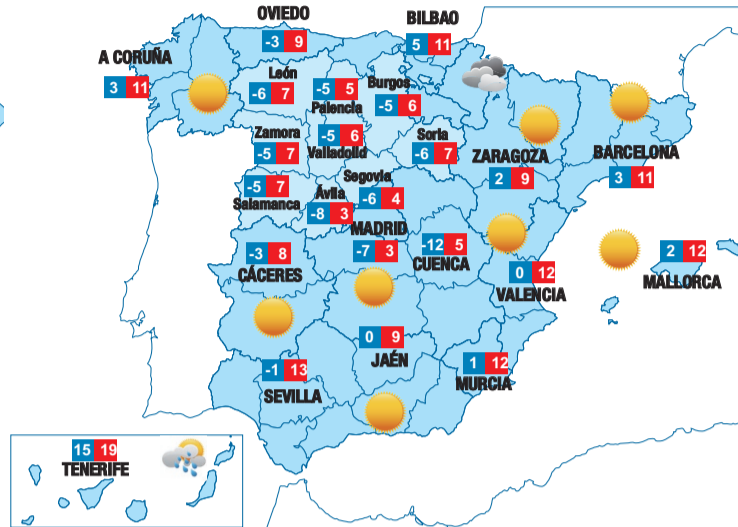 OVIEDO
-3 9
BILBAO
5 11
A CORUÑA
3 11
León
-6 7
-5 5
Palencia
Burgos
-5 6
Zamora
-5 7
-5 6
Valladolid
Soria
-6 7
ZARAGOZA
2 9
BARCELONA
3 11
-5 7
Salamanca
Ávila
-8 3
Segovia
-6 4
MADRID
-7 3
-12 5
CUENCA
-3 8
CÁCERES
0 12
VALENCIA
2 12
MALLORCA
0 9
JAÉN
1 12
MURCIA
-1 13
SEVILLA
15 19
TENERIFE